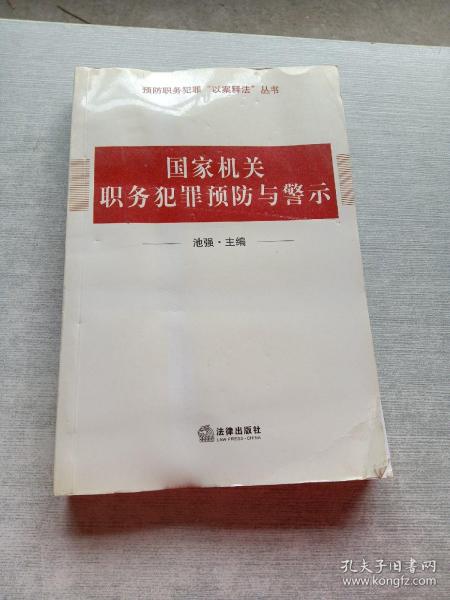 预防职务犯罪“以案释法”丛书
国家机关
职务犯罪预防与警示
池强·主编
法律出版社
LAW PRESS·CHINA
孔夫子旧书网
www.kongfz.com